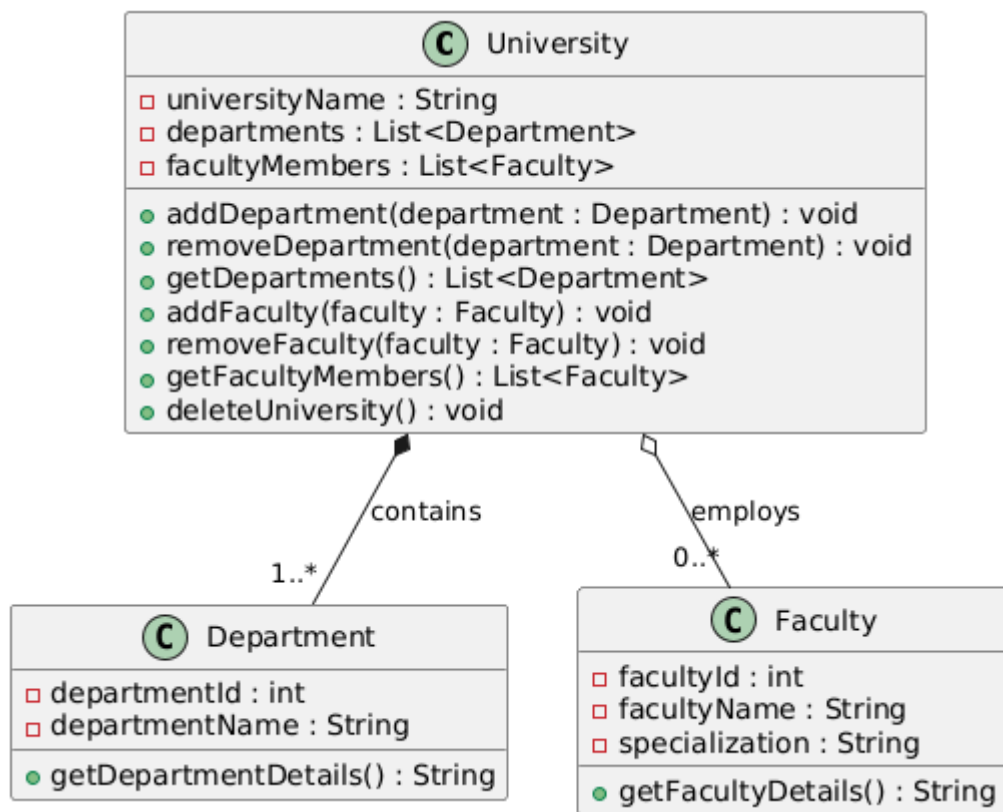 C University
universityName : String
departments : List<Department>
facultyMembers : List<Faculty>
addDepartment(department : Department) : void
removeDepartment(department : Department) : void
getDepartments() : List<Department>
addFaculty(faculty : Faculty) : void
removeFaculty(faculty : Faculty) : void
getFacultyMembers() : List<Faculty>
deleteUniversity() : void
contains
employs
1..*
0..*
C Department
departmentId : int
departmentName : String
getDepartmentDetails() : String
C Faculty
facultyId : int
facultyName : String
specialization : String
getFacultyDetails() : String